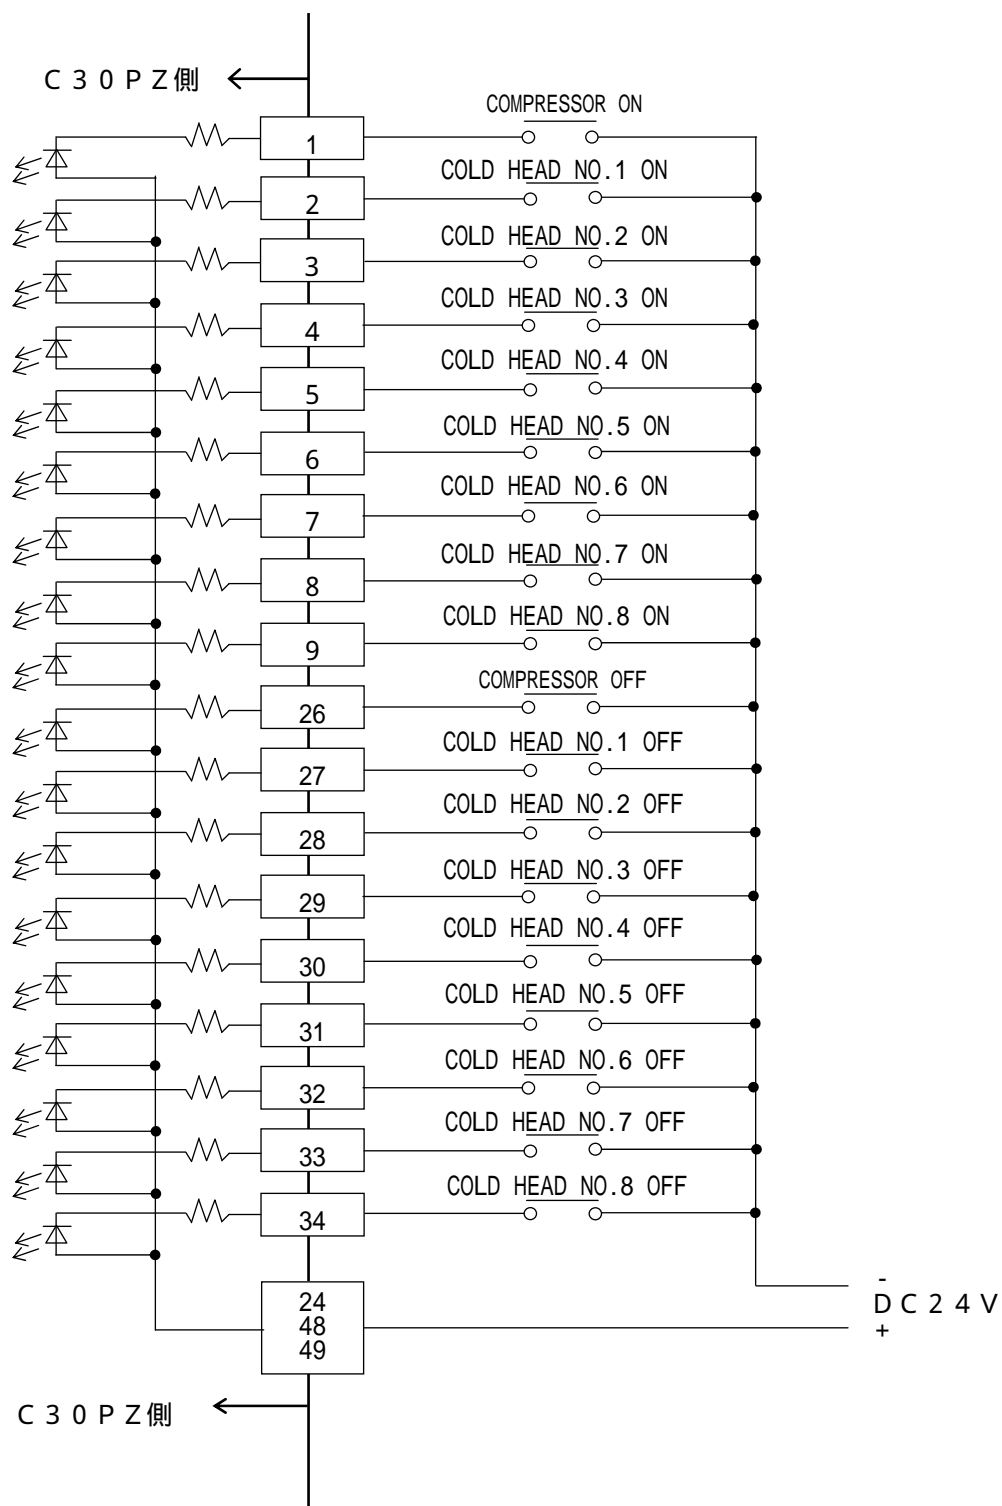 Ｃ３０ＰＺ側
COMPRESSOR ON
1
COLD HEAD NO.1 ON
2
COLD HEAD NO.2 ON
3
COLD HEAD NO.3 ON
4
COLD HEAD NO.4 ON
5
COLD HEAD NO.5 ON
6
COLD HEAD NO.6 ON
7
COLD HEAD NO.7 ON
8
COLD HEAD NO.8 ON
9
COMPRESSOR OFF
26
COLD HEAD NO.1 OFF
27
COLD HEAD NO.2 OFF
28
COLD HEAD NO.3 OFF
29
COLD HEAD NO.4 OFF
30
COLD HEAD NO.5 OFF
31
COLD HEAD NO.6 OFF
32
COLD HEAD NO.7 OFF
33
COLD HEAD NO.8 OFF
34
-
ＤＣ２４Ｖ
+
24
48
49
Ｃ３０ＰＺ側